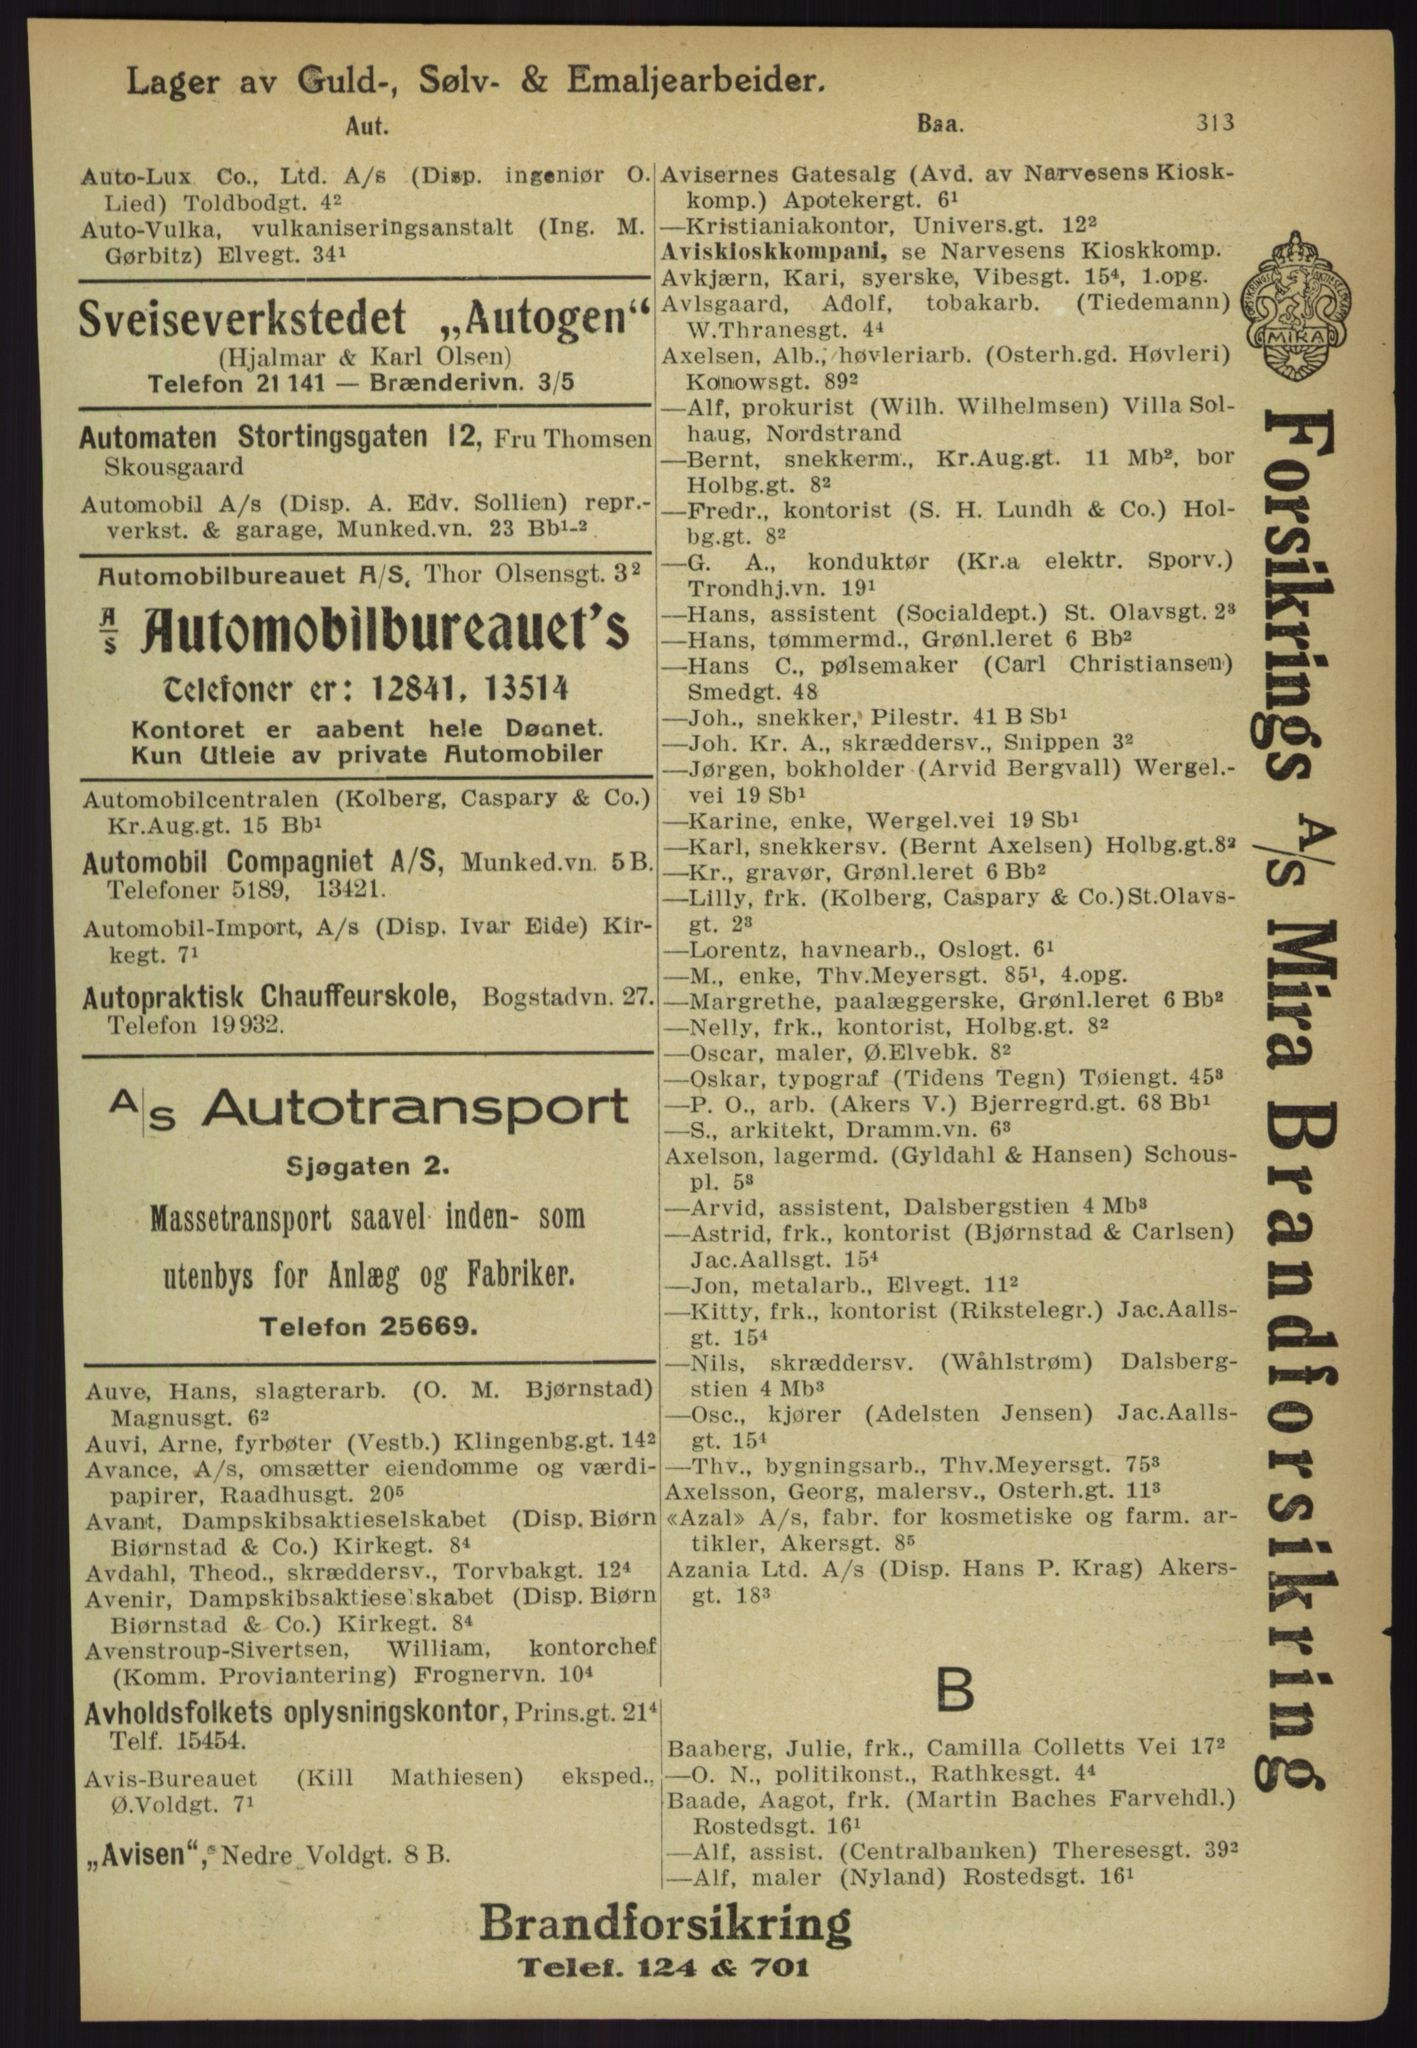 Lager av Guld-, Sølv- & Emaljearbeider.
Aut.
Baa.
313
Auto-Lux Co., Ltd. A/s (Disp. ingeniør O.
Lied) Toldbodgt. 4²
Auto-Vulka, vulkaniseringsanstalt (Ing. M.
Gørbitz) Elvegt. 34¹
Sveiseverkstedet „Autogen“
(Hjalmar & Karl Olsen)
Telefon 21 141 — Brænderivn. 3/5
Automaten Stortingsgaten 12, Fru Thomsen
Skousgaard
Automobil A/s (Disp. A. Edv. Sollien) repr.-
verkst. & garage, Munked.vn. 23 Bb¹-²
Automobilbureauet A/S, Thor Olsensgt. 3²
A/S Automobilbureauet's
Telefoner er: 12841, 13514
Kontoret er aabent hele Døgnet.
Kun Utleie av private Automobiler
Automobilcentralen (Kolberg, Caspary & Co.)
Kr.Aug.gt. 15 Bb¹
Automobil Compagniet A/S, Munked.vn. 5 B.
Telefoner 5189, 13421.
Automobil-Import, A/s (Disp. Ivar Eide) Kir-
kegt. 7¹
Autopraktisk Chauffeurskole, Bogstadvn. 27.
Telefon 19932.
A/s Autotransport
Sjøgaten 2.
Massetransport saavel inden- som
utenbys for Anlæg og Fabriker.
Telefon 25669.
Auve, Hans, slagterarb. (O. M. Bjørnstad)
Magnusgt. 6²
Auvi, Arne, fyrbøter (Vestb.) Klingenbg.gt. 14²
Avance, A/s, omsætter eiendomme og værdi-
papirer, Raadhusgt. 20⁵
Avant, Dampskibsaktieselskabet (Disp. Biørn
Biørnstad & Co.) Kirkegt. 8⁴
Avdahl, Theod., skræddersv., Torvbakgt. 12⁴
Avenir, Dampskibsaktieselskabet (Disp. Biørn
Biørnstad & Co.) Kirkegt. 8⁴
Avenstroup-Sivertsen, William, kontorchef
(Komm. Proviantering) Frognervn. 10⁴
Avholdsfolkets oplysningskontor, Prins.gt. 21⁴
Telf. 15454.
Avis-Bureauet (Kill Mathiesen) eksped.,
Ø.Voldgt. 7¹
„Avisen“, Nedre Voldgt. 8 B.
Avisernes Gatesalg (Avd. av Narvesens Kiosk-
komp.) Apotekergt. 6¹
—Kristianiakontor, Univers.gt. 12²
Aviskioskkompani, se Narvesens Kioskkomp.
Avkjærn, Kari, syerske, Vibesgt. 15⁴, 1.opg.
Avlsgaard, Adolf, tobakarb. (Tiedemann)
W.Thranesgt. 4⁴
Axelsen, Alb., høvleriarb. (Osterh.gd. Høvleri)
Konowsgt. 89²
—Alf, prokurist (Wilh. Wilhelmsen) Villa Sol-
haug, Nordstrand
—Bernt, snekkerm., Kr.Aug.gt. 11 Mb², bor
Holbg.gt. 8²
—Fredr., kontorist (S. H. Lundh & Co.) Hol-
bg.gt. 8²
—G. A., konduktør (Kr.a elektr. Sporv.)
Trondhj.vn. 19¹
—Hans, assistent (Socialdept.) St. Olavsgt. 2³
—Hans, tømmermd., Grønl.leret 6 Bb²
—Hans C., pølsemaker (Carl Christiansen)
Smedgt. 48
—Joh., snekker, Pilestr. 41 B Sb¹
—Joh. Kr. A., skræddersv., Snippen 3²
—Jørgen, bokholder (Arvid Bergvall) Wergel.-
vei 19 Sb¹
—Karine, enke, Wergel.vei 19 Sb¹
—Karl, snekkersv. (Bernt Axelsen) Holbg.gt.8²
—Kr., gravør, Grønl.leret 6 Bb²
—Lilly, frk. (Kolberg, Caspary & Co.) St.Olavs-
gt. 2³
—Lorentz, havnearb., Oslogt. 6¹
—M., enke, Thv.Meyersgt. 85¹, 4.opg.
—Margrethe, paalæggerske, Grønl.leret 6 Bb²
—Nelly, frk., kontorist, Holbg.gt. 8²
—Oscar, maler, Ø.Elvebk. 8²
—Oskar, typograf (Tidens Tegn) Tøiengt. 45³
—P. O., arb. (Akers V.) Bjerregrd.gt. 68 Bb¹
—S., arkitekt, Dramm.vn. 6³
Axelson, lagermd. (Gyldahl & Hansen) Schous-
pl. 5³
—Arvid, assistent, Dalsbergstien 4 Mb³
—Astrid, frk., kontorist (Bjørnstad & Carlsen)
Jac.Aallsgt. 15⁴
—Jon, metalarb., Elvegt. 11²
—Kitty, frk., kontorist (Rikstelegr.) Jac.Aalls-
gt. 15⁴
—Nils, skræddersv. (Wåhlstrøm) Dalsberg-
stien 4 Mb³
—Osc., kjører (Adelsten Jensen) Jac.Aalls-
gt. 15⁴
—Thv., bygningsarb., Thv.Meyersgt. 75³
Axelsson, Georg, malersv., Osterh.gt. 11³
«Azal» A/s, fabr. for kosmetiske og farm. ar-
tikler, Akersgt. 8⁵
Azania Ltd. A/s (Disp. Hans P. Krag) Akers-
gt. 18³
B
Baaberg, Julie, frk., Camilla Colletts Vei 17²
—O. N., politikonst., Rathkesgt. 4⁴
Baade, Aagot, frk. (Martin Baches Farvehdl.)
Rostedsgt. 16¹
—Alf, assist. (Centralbanken) Theresesgt. 39²
—Alf, maler (Nyland) Rostedsgt. 16¹
MIRA
Forsikrings A/s Mira Brandforsikring
Brandforsikring
Telef. 124 & 701